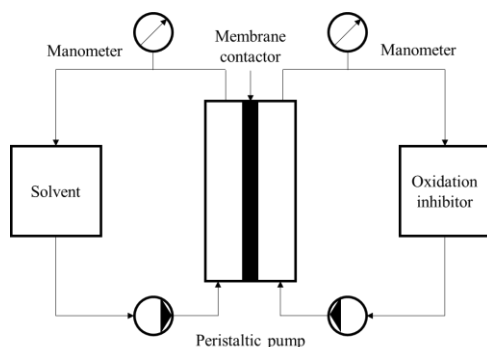 Manometer
Membrane
contactor
Manometer
Solvent
Oxidation
inhibitor
Peristaltic pump